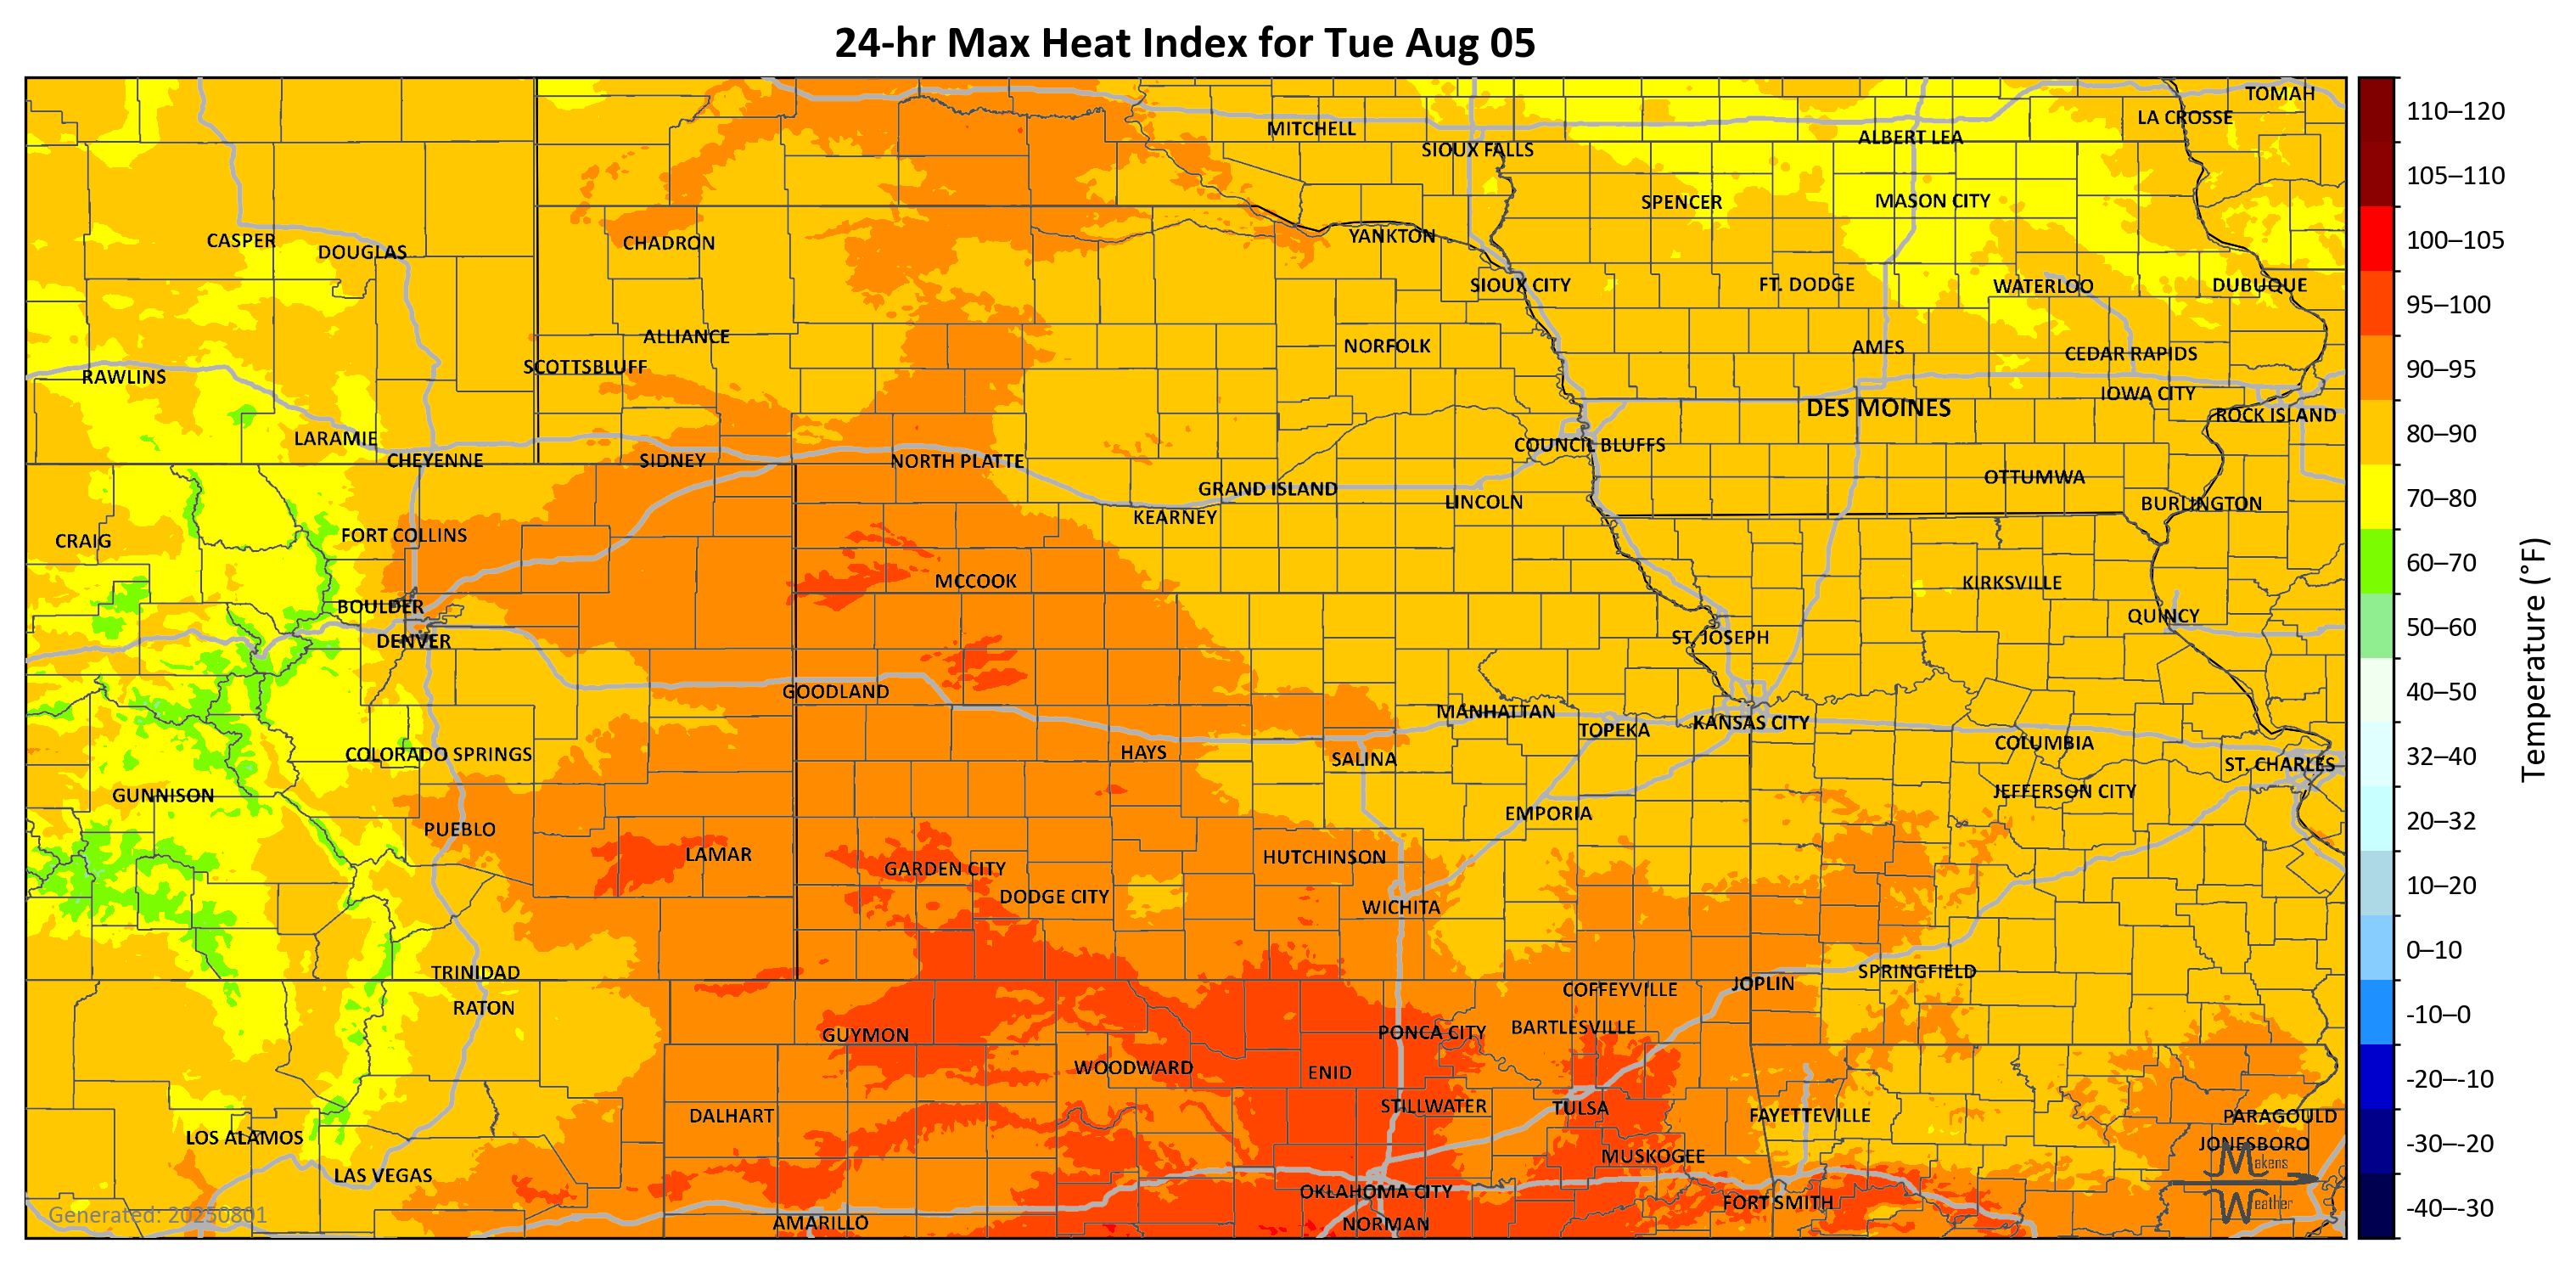 24-hr Max Heat Index for Tue Aug 05
TOMAH
LA CROSSE
MITCHELL
ALBERT LEA
SIOUX FALLS
SPENCER
MASON CITY
CASPER
DOUGLAS
CHADRON
YANKTON
SIOUX CITY
FT. DODGE
WATERLOO
DUBUQUE
ALLIANCE
NORFOLK
AMES
CEDAR RAPIDS
SCOTTSBLUFF
RAWLINS
IOWA CITY
DES MOINES
ROCK ISLAND
LARAMIE
COUNCIL BLUFFS
CHEYENNE
SIDNEY
NORTH PLATTE
OTTUMWA
GRAND ISLAND
LINCOLN
BURLINGTON
KEARNEY
CRAIG
FORT COLLINS
MCCOOK
KIRKSVILLE
BOULDER
QUINCY
DENVER
ST. JOSEPH
GOODLAND
MANHATTAN
TOPEKA
KANSAS CITY
COLUMBIA
COLORADO SPRINGS
HAYS
SALINA
ST. CHARLES
GUNNISON
JEFFERSON CITY
EMPORIA
PUEBLO
LAMAR
HUTCHINSON
GARDEN CITY
DODGE CITY
WICHITA
TRINIDAD
SPRINGFIELD
JOPLIN
COFFEYVILLE
RATON
GUYMON
PONCA CITY
BARTLESVILLE
WOODWARD
ENID
STILLWATER
TULSA
DALHART
FAYETTEVILLE
PARAGOULD
LOS ALAMOS
JONESBORO
MUSKOGEE
LAS VEGAS
OKLAHOMA CITY
FORT SMITH
AMARILLO
NORMAN
Makens
Weather
Generated: 20250801
110–120
105–110
100–105
95–100
90–95
80–90
70–80
60–70
50–60
40–50
32–40
20–32
10–20
0–10
-10–0
-20–-10
-30–-20
-40–-30
Temperature (°F)